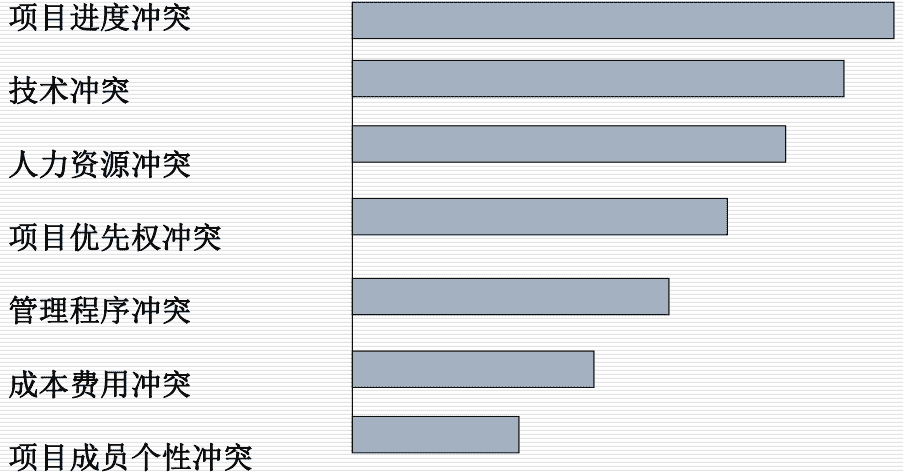 项目进度冲突
技术冲突
人力资源冲突
项目优先权冲突
管理程序冲突
成本费用冲突
项目成员个性冲突